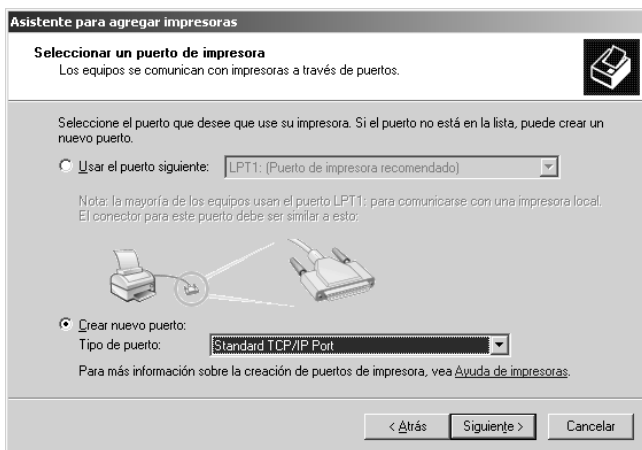 Asistente para agregar impresoras
Seleccionar un puerto de impresora
Los equipos se comunican con impresoras a través de puertos.
Seleccione el puerto que desee que use su impresora. Si el puerto no está en la lista, puede crear un
nuevo puerto.
Usar el puerto siguiente: LPT1: (Puerto de impresora recomendado)
Nota: la mayoría de los equipos usan el puerto LPT1: para comunicarse con una impresora local.
El conector para este puerto debe ser similar a esto:
Crear nuevo puerto:
Tipo de puerto: Standard TCP/IP Port
Para más información sobre la creación de puertos de impresora, vea Ayuda de impresoras.
< Atrás Siguiente > Cancelar